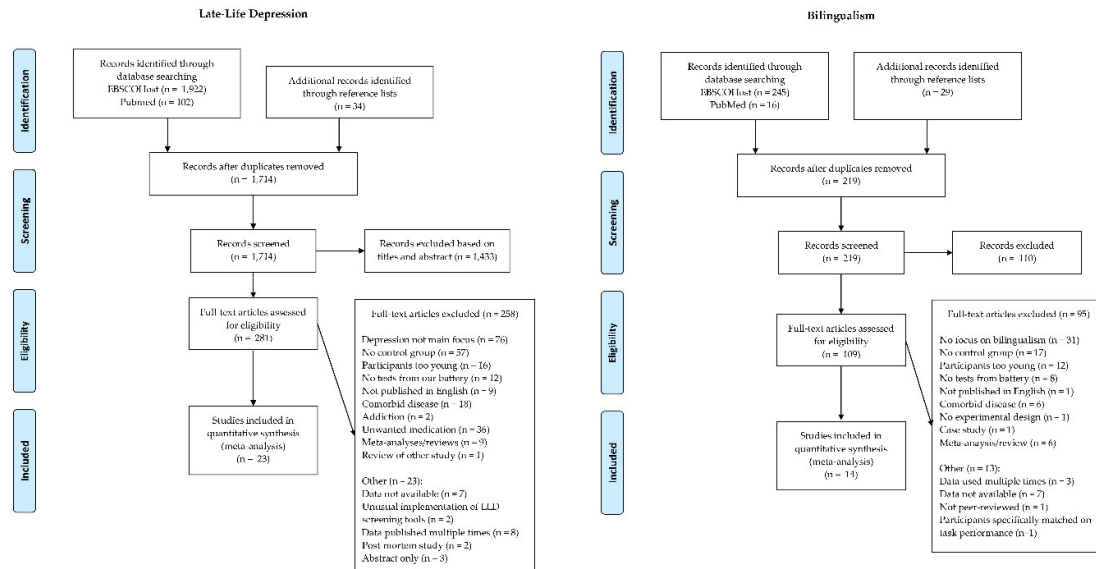 Late-Life Depression
Identification
Screening
Eligibility
Included
Records identified through
database searching
EBSCOHost (n = 1,922)
Pubmed (n = 102)
Additional records identified
through reference lists
(n = 34)
Records after duplicates removed
(n = 1,714)
Records screened
(n = 1,714)
Records excluded based on
titles and abstract (n = 1,433)
Full-text articles assessed
for eligibility
(n = 281)
Full-text articles excluded (n = 258)
Depression not main focus (n = 76)
No control group (n = 57)
Participants too young (n = 16)
No tests from our battery (n = 12)
Not published in English (n = 9)
Comorbid disease (n = 18)
Addiction (n = 2)
Unwanted medication (n = 36)
Meta-analyses/reviews (n = 9)
Review of other study (n = 1)
Other (n = 23):
Data not available (n = 7)
Unusual implementation of LLD
screening tools (n = 2)
Data published multiple times (n = 8)
Post mortem study (n = 2)
Abstract only (n = 3)
Studies included in
quantitative synthesis
(meta-analysis)
(n = 23)
Bilingualism
Identification
Screening
Eligibility
Included
Records identified through
database searching
EBSCOHost (n = 245)
PubMed (n = 16)
Additional records identified
through reference lists
(n = 29)
Records after duplicates removed
(n = 219)
Records screened
(n = 219)
Records excluded
(n = 110)
Full-text articles assessed
for eligibility
(n = 109)
Full-text articles excluded (n = 95)
No focus on bilingualism (n = 31)
No control group (n = 17)
Participants too young (n = 12)
No tests from battery (n = 8)
Not published in English (n = 1)
Comorbid disease (n = 6)
No experimental design (n = 1)
Case study (n = 1)
Meta-anaysis/review (n = 6)
Other (n = 13):
Data used multiple times (n = 3)
Data not available (n = 7)
Not peer-reviewed (n = 1)
Participants specifically matched on
task performance (n=1)
Studies included in
quantitative synthesis
(meta-analysis)
(n = 14)